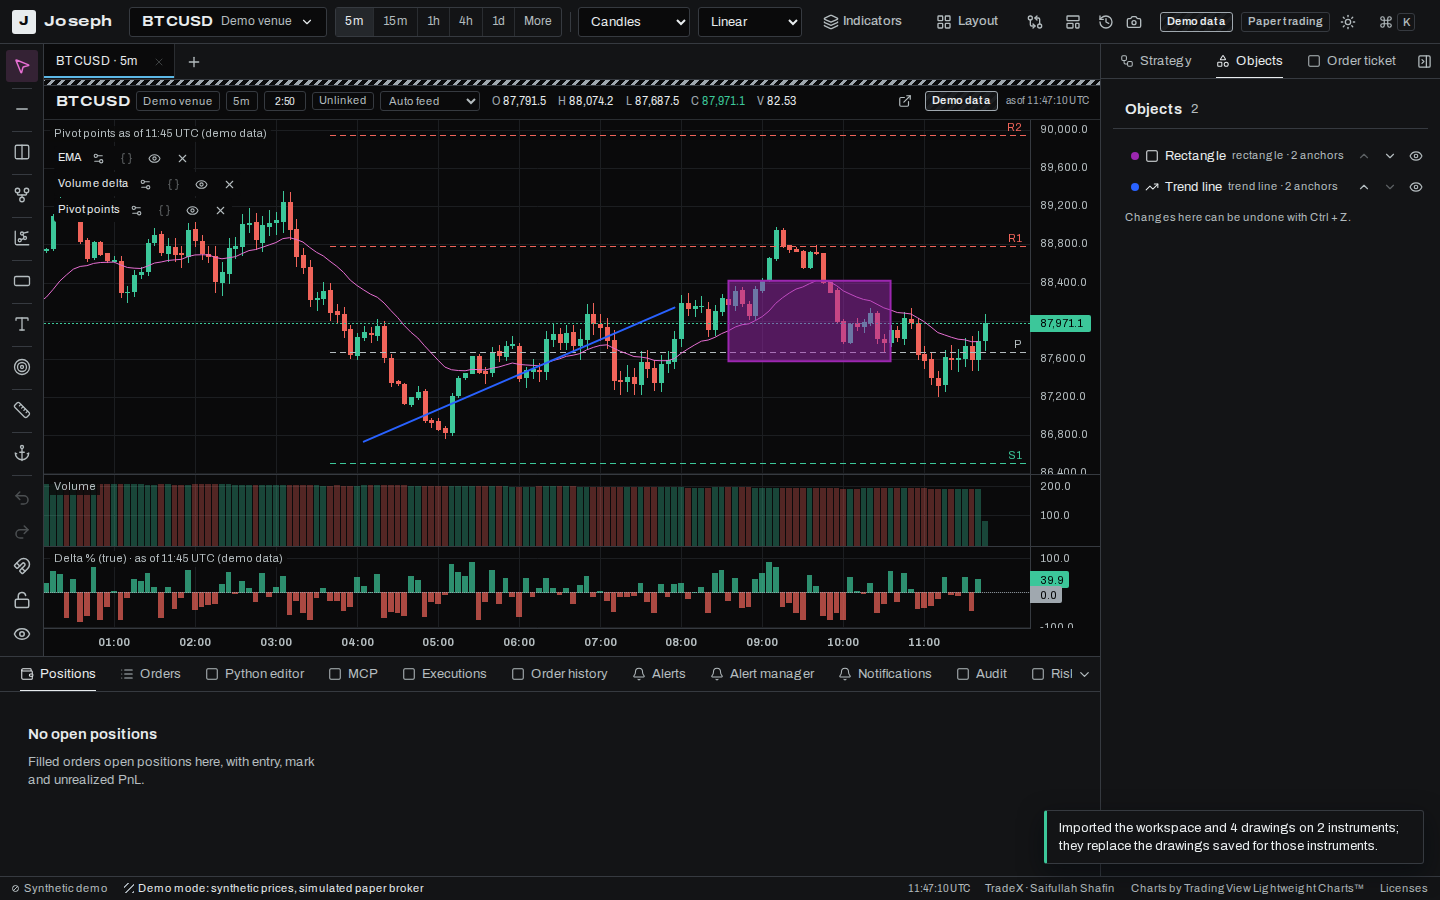 J Joseph BTCUSD Demo venue 5m 15m 1h 4h 1d More Candles Linear Indicators Layout Demo data Paper trading ⌘ K
BTCUSD · 5m × + Strategy Objects Order ticket
BTCUSD Demo venue 5m 2:50 Unlinked Auto feed O 87,791.5 H 88,074.2 L 87,687.5 C 87,971.1 V 82.53 Demo data as of 11:47:10 UTC
Objects 2
Pivot points as of 11:45 UTC (demo data)
EMA { } ×
Volume delta { } ×
Pivot points { } ×
R2
R1
P
S1
90,000.0
89,600.0
89,200.0
88,800.0
88,400.0
87,971.1
87,600.0
87,200.0
86,800.0
86,400.0
Rectangle rectangle · 2 anchors
Trend line trend line · 2 anchors
Changes here can be undone with Ctrl + Z.
Volume
200.0
100.0
Delta % (true) · as of 11:45 UTC (demo data)
100.0
39.9
0.0
-100.0
01:00 02:00 03:00 04:00 05:00 06:00 07:00 08:00 09:00 10:00 11:00
Positions Orders Python editor MCP Executions Order history Alerts Alert manager Notifications Audit
No open positions
Filled orders open positions here, with entry, mark
and unrealized PnL.
Imported the workspace and 4 drawings on 2 instruments;
they replace the drawings saved for those instruments.
Synthetic demo Demo mode: synthetic prices, simulated paper broker 11:47:10 UTC TradeX · Saifullah Shafin Charts by TradingView Lightweight Charts™ Licenses